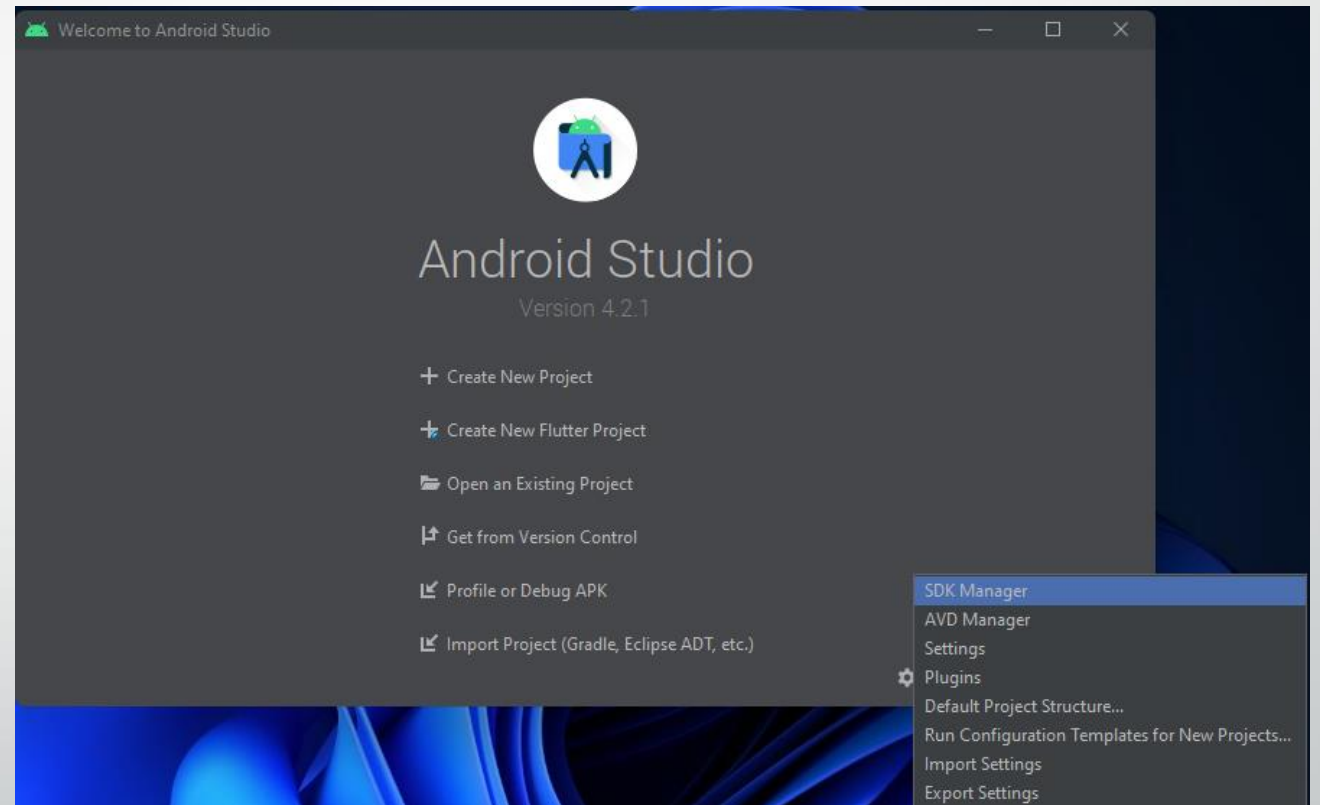 Welcome to Android Studio
Android Studio
Version 4.2.1
Create New Project
Create New Flutter Project
Open an Existing Project
Get from Version Control
Profile or Debug APK
Import Project (Gradle, Eclipse ADT, etc.)
SDK Manager
AVD Manager
Settings
Plugins
Default Project Structure...
Run Configuration Templates for New Projects...
Import Settings
Export Settings